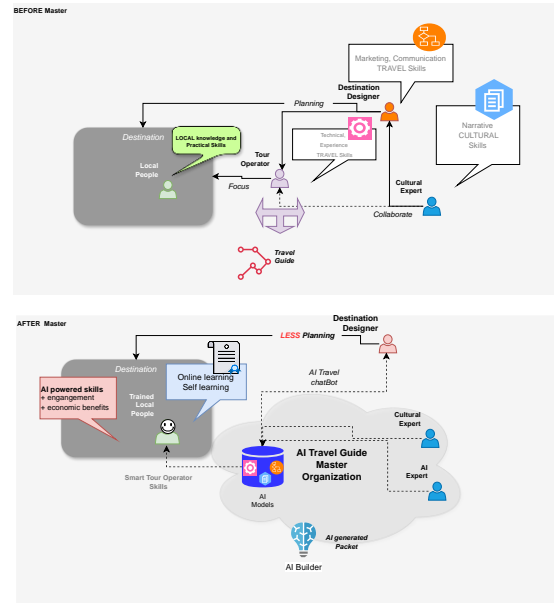 BEFORE Master
Marketing, Communication
TRAVEL Skills
Destination
Designer
Planning
Narrative
CULTURAL
Skills
Destination
LOCAL knowledge and
Practical Skills
Technical,
Experience
TRAVEL Skills
Local
People
Tour
Operator
Focus
Cultural
Expert
Collaborate
Travel
Guide
AFTER Master
Destination
Designer
LESS Planning
Destination
Online learning
Self learning
AI Travel
chatBot
AI powered skills
+ engangement
+ economic benefits
Trained
Local
People
Cultural
Expert
AI Travel Guide
Master
Organization
AI
Expert
Smart Tour Operator
Skills
AI
Models
AI generated
Packet
AI Builder